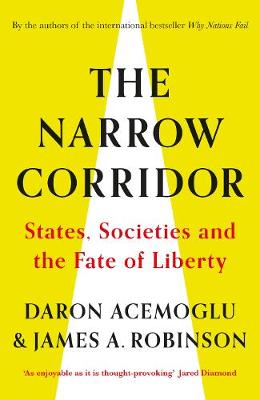 By the authors of the international bestseller Why Nations Fail
THE
NARROW
CORRIDOR
States, Societies and
the Fate of Liberty
DARON ACEMOGLU
& JAMES A. ROBINSON
'As enjoyable as it is thought-provoking' Jared Diamond